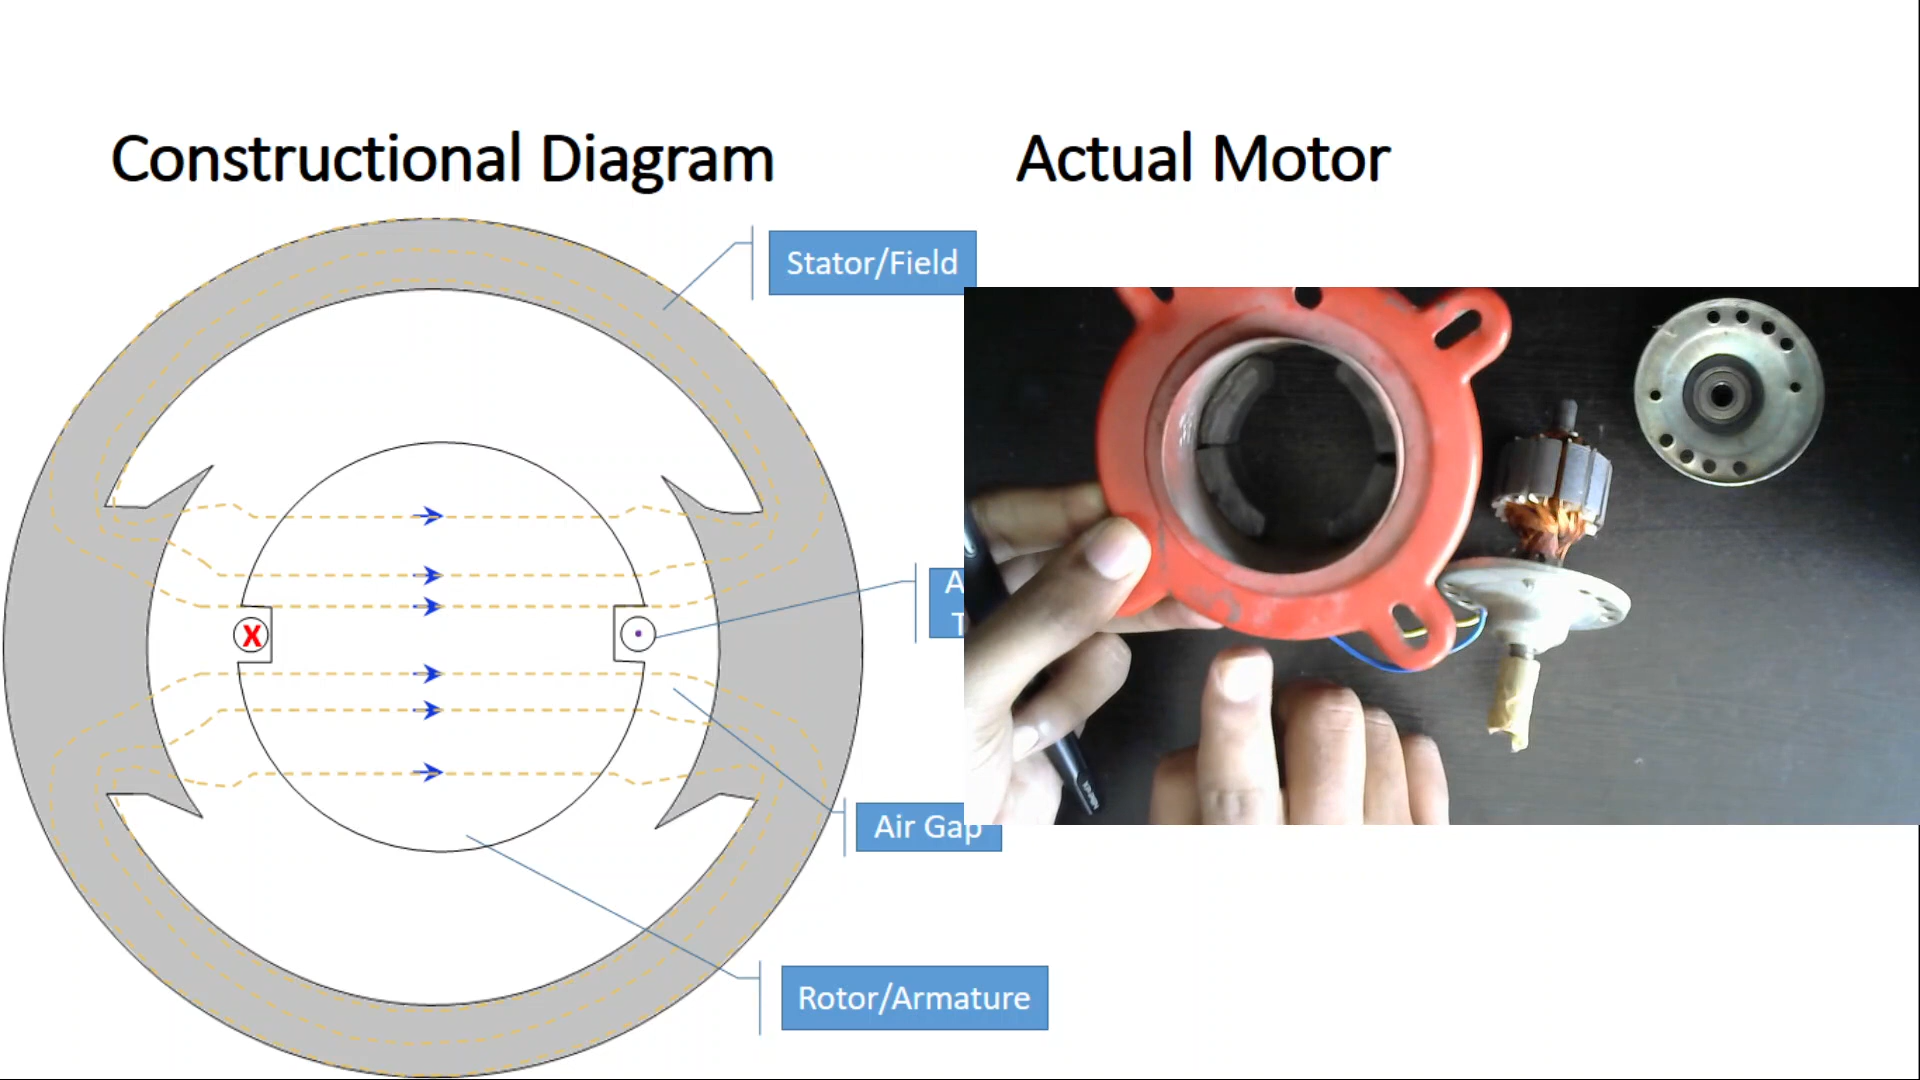 Constructional Diagram
Actual Motor
Stator/Field
X
Air Gap
Rotor/Armature